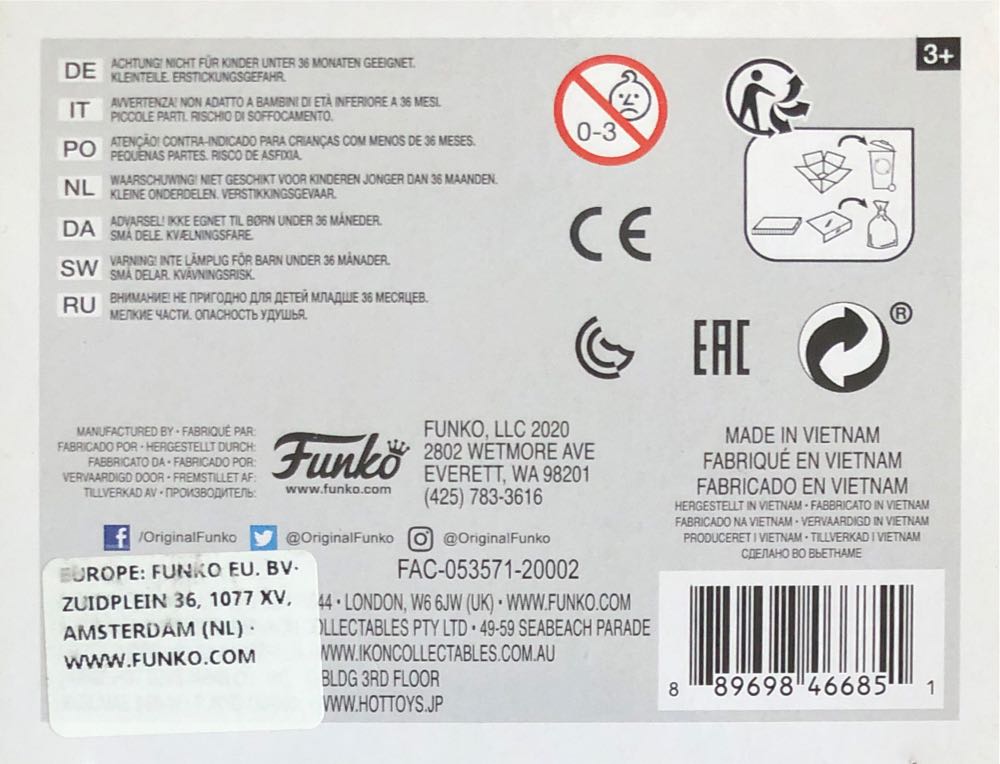 3+
DE ACHTUNG! NICHT FÜR KINDER UNTER 36 MONATEN GEEIGNET.
KLEINTEILE. ERSTICKUNGSGEFAHR.
IT AVVERTENZA! NON ADATTO A BAMBINI DI ETÀ INFERIORE A 36 MESI.
PICCOLE PARTI. RISCHIO DI SOFFOCAMENTO.
PO ATENÇÃO! CONTRA-INDICADO PARA CRIANÇAS COM MENOS DE 36 MESES.
PEQUENAS PARTES. RISCO DE ASFIXIA.
NL WAARSCHUWING! NIET GESCHIKT VOOR KINDEREN JONGER DAN 36 MAANDEN.
KLEINE ONDERDELEN. VERSTIKKINGSGEVAAR.
DA ADVARSEL! IKKE EGNET TIL BØRN UNDER 36 MÅNEDER.
SMÅ DELE. KVÆLNINGSFARE.
SW VARNING! INTE LÄMPLIG FÖR BARN UNDER 36 MÅNADER.
SMÅ DELAR. KVÄVNINGSRISK.
RU ВНИМАНИЕ! НЕ ПРИГОДНО ДЛЯ ДЕТЕЙ МЛАДШЕ 36 МЕСЯЦЕВ.
МЕЛКИЕ ЧАСТИ. ОПАСНОСТЬ УДУШЬЯ.
0-3
CE
EAC
®
MANUFACTURED BY • FABRIQUÉ PAR:
FABRICADO POR • HERGESTELLT DURCH:
FABBRICATO DA • FABRICADO POR:
VERVAARDIGD DOOR • FREMSTILLET AF:
TILLVERKAD AV • ПРОИЗВОДИТЕЛЬ:
Funko
www.funko.com
FUNKO, LLC 2020
2802 WETMORE AVE
EVERETT, WA 98201
(425) 783-3616
MADE IN VIETNAM
FABRIQUÉ EN VIETNAM
FABRICADO EN VIETNAM
HERGESTELLT IN VIETNAM • FABBRICATO IN VIETNAM
FABRICADO NA VIETNAM • VERVAARDIGD IN VIETNAM
PRODUCERET I VIETNAM • TILLVERKAD I VIETNAM
СДЕЛАНО ВО ВЬЕТНАМЕ
/OriginalFunko @OriginalFunko @OriginalFunko
FAC-053571-20002
EUROPE: FUNKO EU. BV·
ZUIDPLEIN 36, 1077 XV,
AMSTERDAM (NL) ·
WWW.FUNKO.COM
44 • LONDON, W6 6JW (UK) • WWW.FUNKO.COM
OLLECTABLES PTY LTD • 49-59 SEABEACH PARADE
WWW.IKONCOLLECTABLES.COM.AU
BLDG 3RD FLOOR
WWW.HOTTOYS.JP
8 89698 46685 1